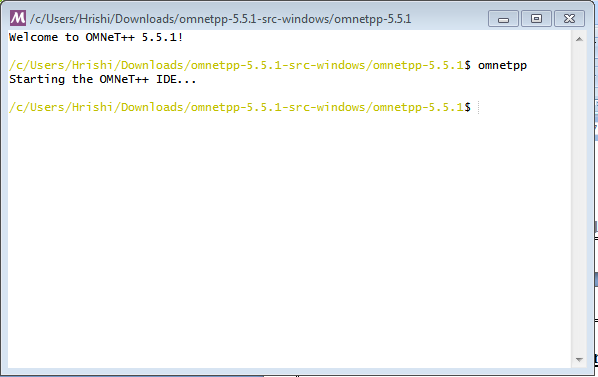 /c/Users/Hrishi/Downloads/omnetpp-5.5.1-src-windows/omnetpp-5.5.1
Welcome to OMNeT++ 5.5.1!
/c/Users/Hrishi/Downloads/omnetpp-5.5.1-src-windows/omnetpp-5.5.1$ omnetpp
Starting the OMNeT++ IDE...
/c/Users/Hrishi/Downloads/omnetpp-5.5.1-src-windows/omnetpp-5.5.1$